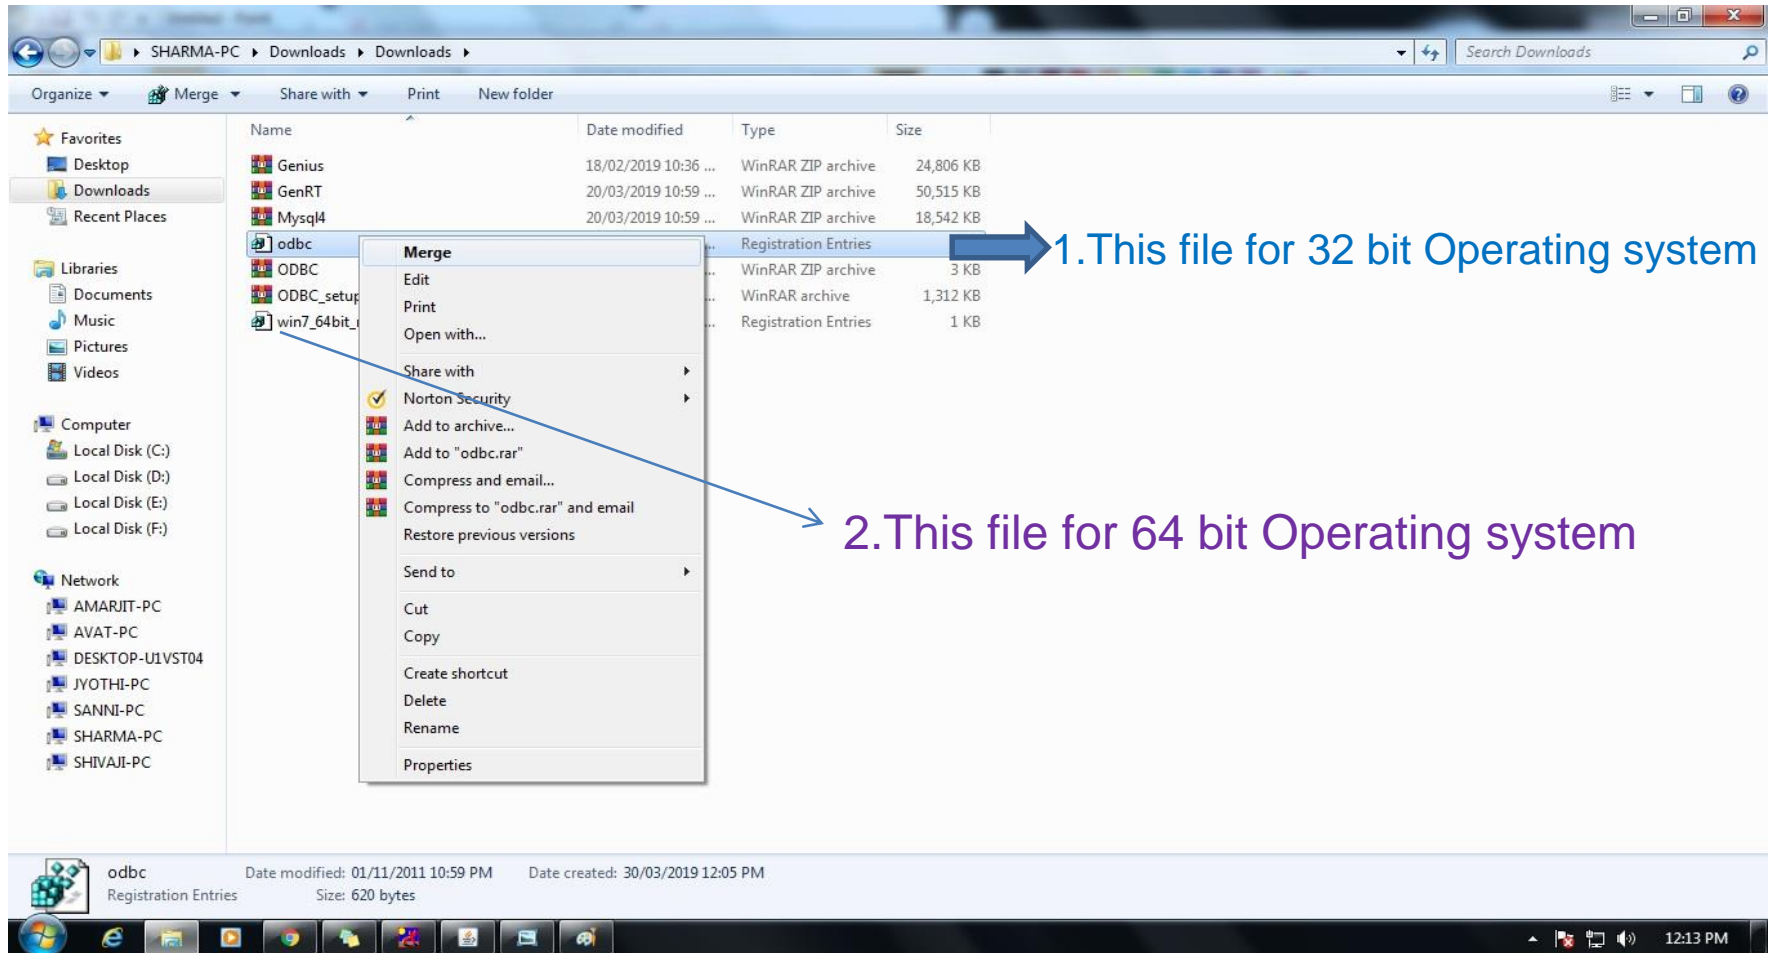 SHARMA-PC ▸ Downloads ▸ Downloads ▸
Search Downloads
Organize Merge Share with Print New folder
Name Date modified Type Size
Favorites
Desktop
Downloads
Recent Places
Libraries
Documents
Music
Pictures
Videos
Computer
Local Disk (C:)
Local Disk (D:)
Local Disk (E:)
Local Disk (F:)
Network
AMARJIT-PC
AVAT-PC
DESKTOP-U1VST04
JYOTHI-PC
SANNI-PC
SHARMA-PC
SHIVAJI-PC
Genius 18/02/2019 10:36 ... WinRAR ZIP archive 24,806 KB
GenRT 20/03/2019 10:59 ... WinRAR ZIP archive 50,515 KB
Mysql4 20/03/2019 10:59 ... WinRAR ZIP archive 18,542 KB
odbc ... Registration Entries
ODBC ... WinRAR ZIP archive 3 KB
ODBC_setup ... WinRAR archive 1,312 KB
win7_64bit_ ... Registration Entries 1 KB
Merge
Edit
Print
Open with...
Share with
Norton Security
Add to archive...
Add to "odbc.rar"
Compress and email...
Compress to "odbc.rar" and email
Restore previous versions
Send to
Cut
Copy
Create shortcut
Delete
Rename
Properties
1.This file for 32 bit Operating system
2.This file for 64 bit Operating system
odbc Date modified: 01/11/2011 10:59 PM Date created: 30/03/2019 12:05 PM
Registration Entries Size: 620 bytes
12:13 PM